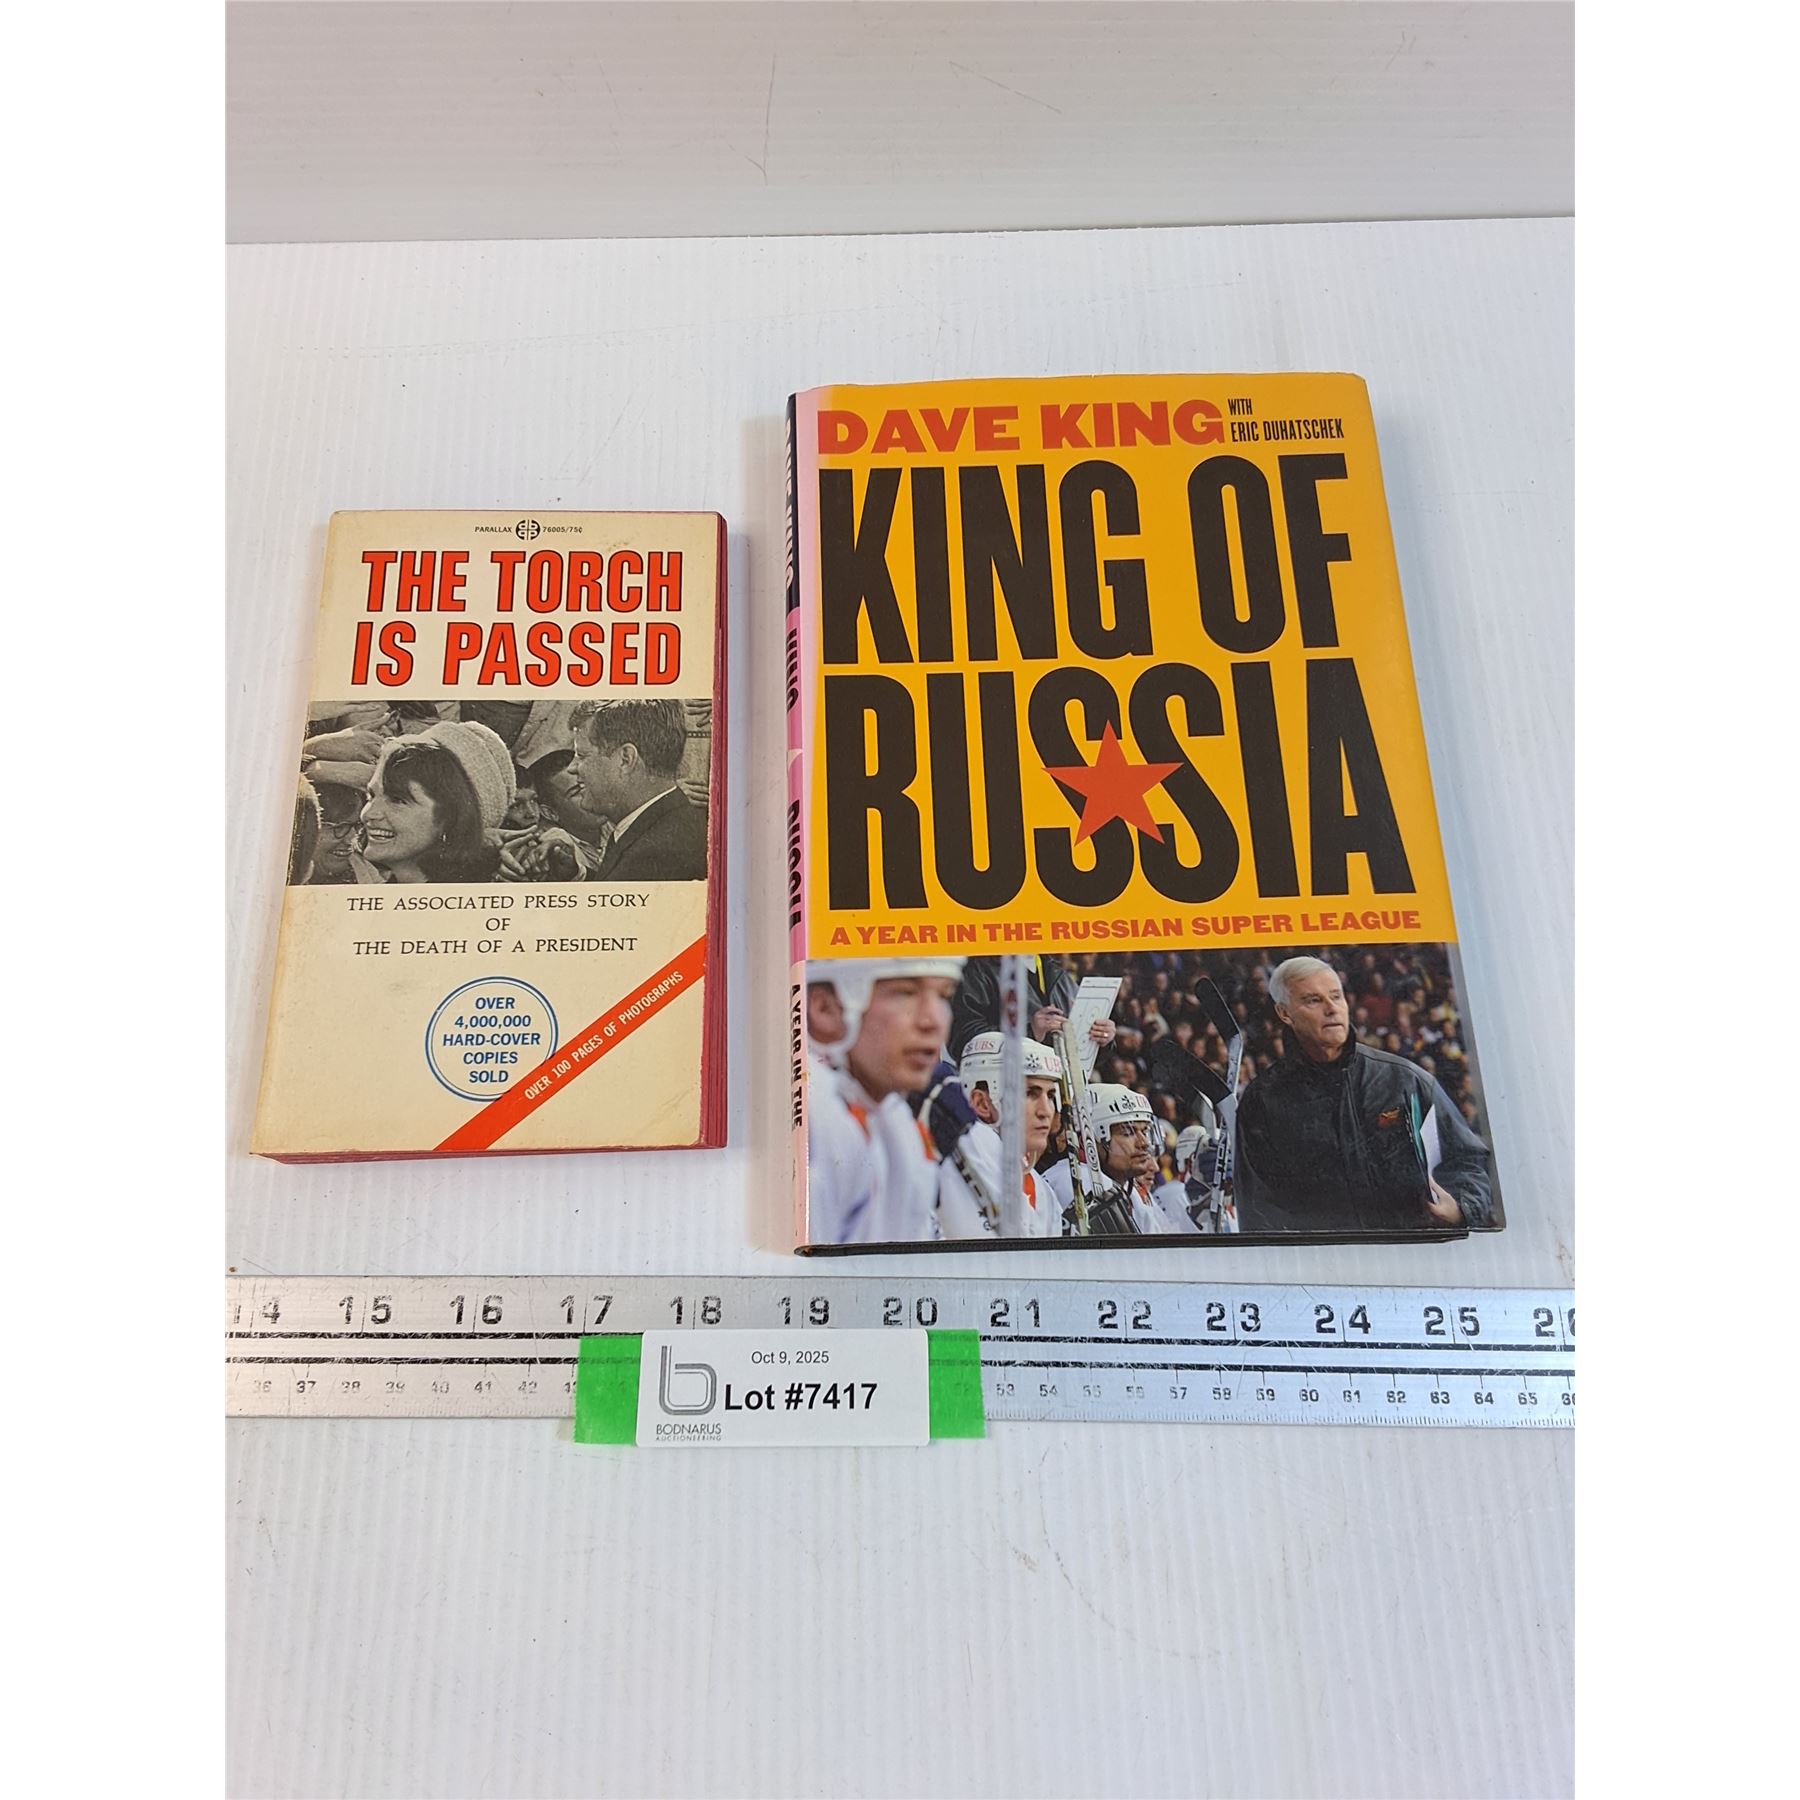 PARALLAX 76005/75¢
THE TORCH
IS PASSED
THE ASSOCIATED PRESS STORY
OF
THE DEATH OF A PRESIDENT
OVER
4,000,000
HARD-COVER
COPIES
SOLD
OVER 100 PAGES OF PHOTOGRAPHS
DAVE KING WITH
ERIC DUHATSCHEK
KING OF
RUSSIA
A YEAR IN THE RUSSIAN SUPER LEAGUE
UBS
KING RUSSIA A YEAR IN THE
14 15 16 17 18 19 20 21 22 23 24 25
36 37 38 39 40 41 42 53 54 55 56 57 58 59 60 61 62 63 64 65
Oct 9, 2025
Lot #7417
BODNARUS
AUCTIONEERING